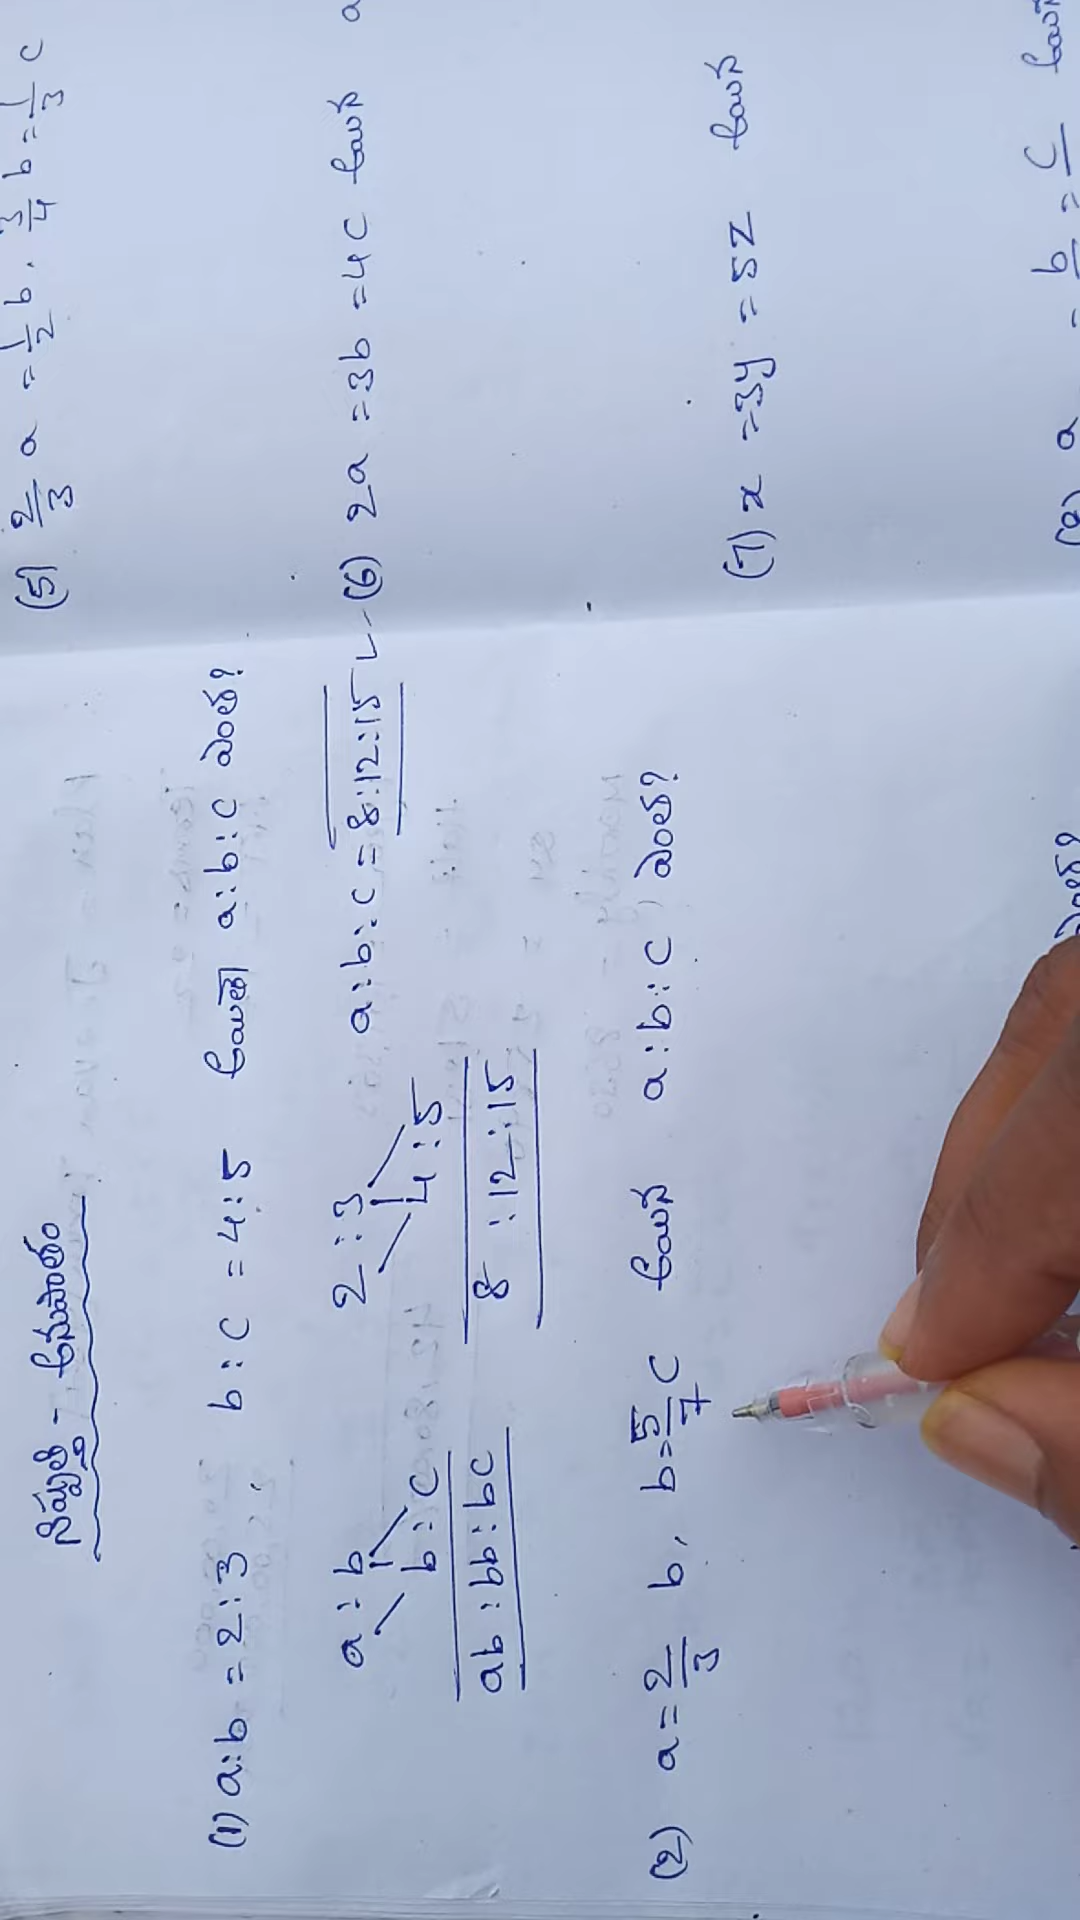 నిష్పత్తి - అనుపాతం
(1) a:b = 2:3, b:c = 4:5 అయితే a:b:c ఎంత?
a : b
b : c
ab : bb : bc
2 : 3
4 : 5
8 : 12 : 15
a:b:c = 8:12:15
(2) a = 2/3 b, b = 5/7 c అయిన a:b:c ఎంత?
ఎంత?
(5) 2/3 a = 1/2 b, 3/4 b = 1/3 c
(6) 2a = 3b = 4c అయిన a
(7) x = 3y = 5z అయిన